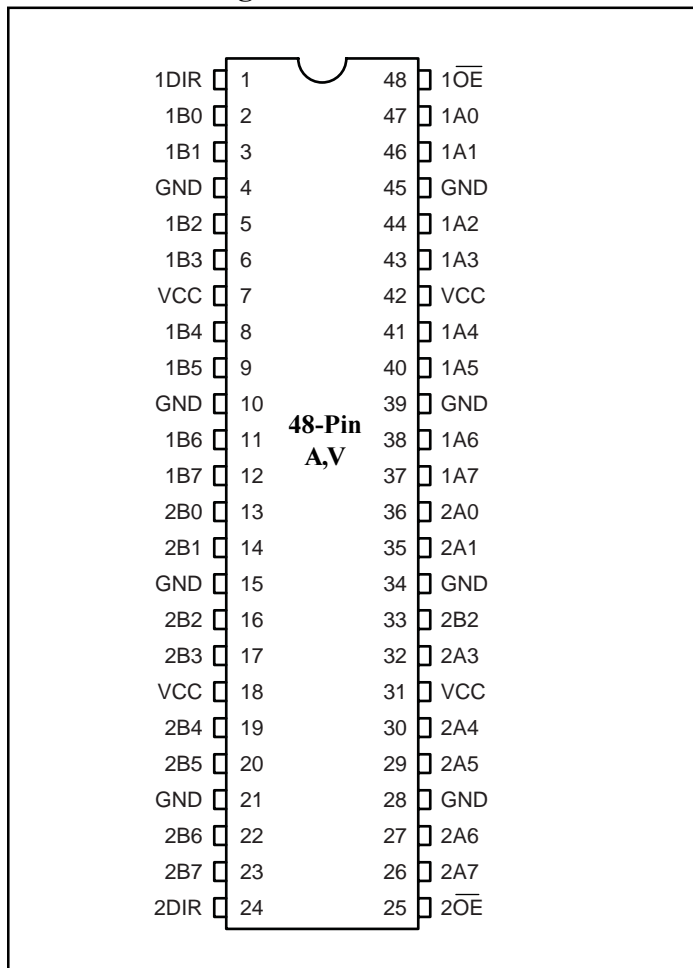 1DIR 1 48 1O̅E̅
1B0 2 47 1A0
1B1 3 46 1A1
GND 4 45 GND
1B2 5 44 1A2
1B3 6 43 1A3
VCC 7 42 VCC
1B4 8 41 1A4
1B5 9 40 1A5
GND 10 39 GND
48-Pin
A,V
1B6 11 38 1A6
1B7 12 37 1A7
2B0 13 36 2A0
2B1 14 35 2A1
GND 15 34 GND
2B2 16 33 2B2
2B3 17 32 2A3
VCC 18 31 VCC
2B4 19 30 2A4
2B5 20 29 2A5
GND 21 28 GND
2B6 22 27 2A6
2B7 23 26 2A7
2DIR 24 25 2O̅E̅